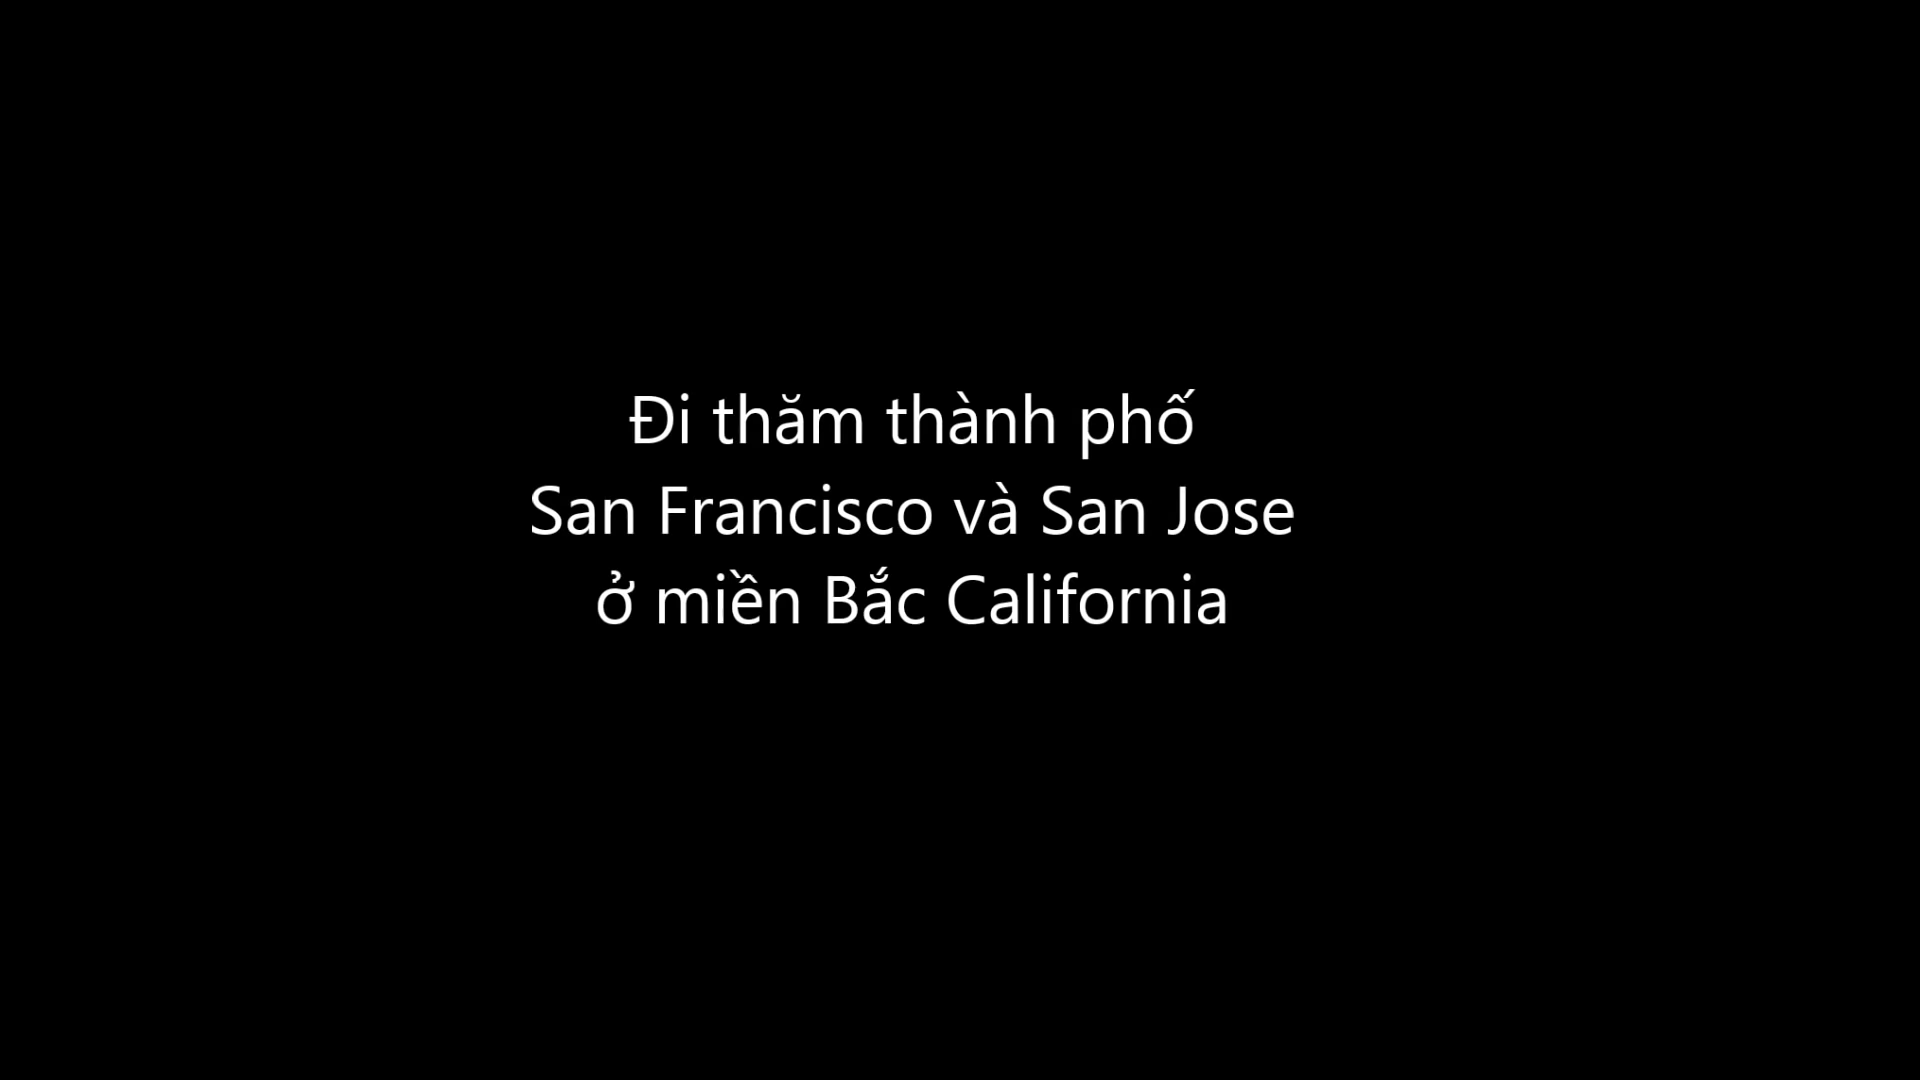 Đi thăm thành phố
San Francisco và San Jose
ở miền Bắc California